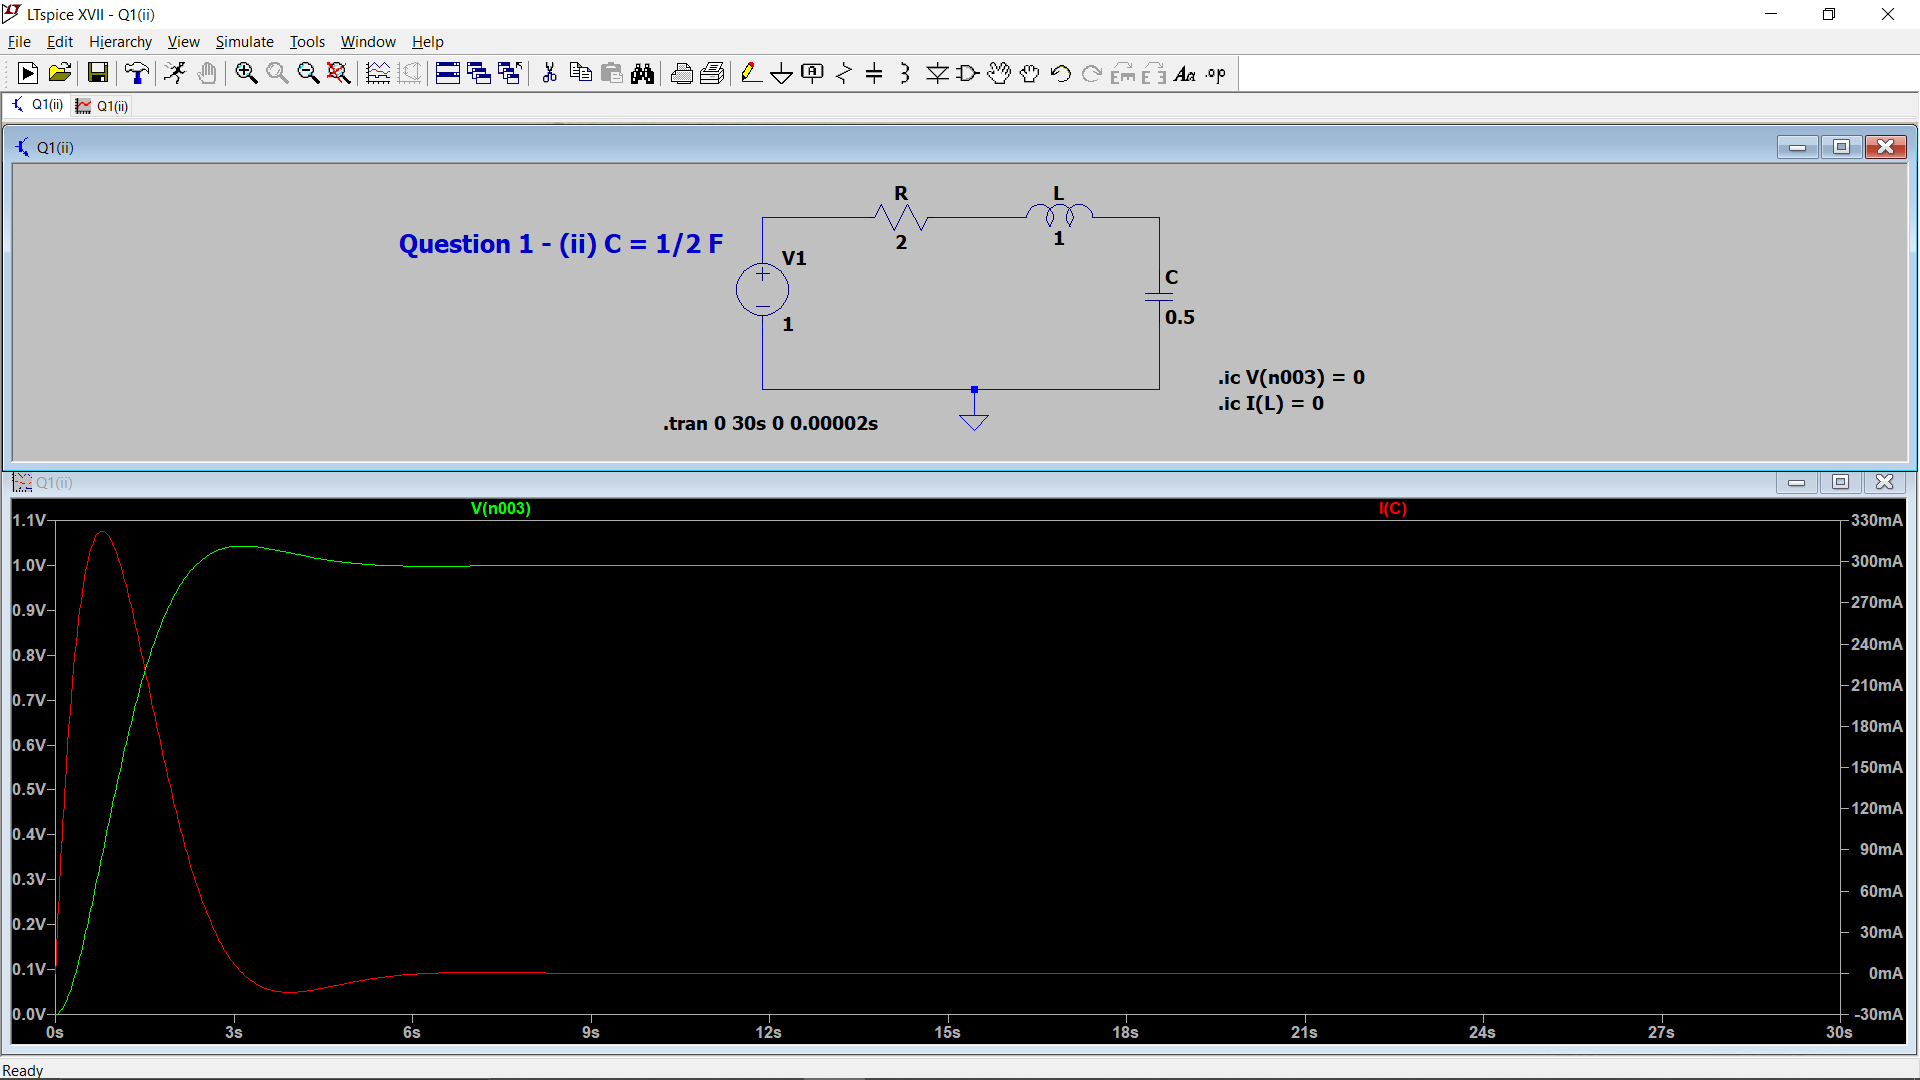 LTspice XVII - Q1(ii)
File Edit Hierarchy View Simulate Tools Window Help
Q1(ii) Q1(ii)
Q1(ii)
R
L
Question 1 - (ii) C = 1/2 F
2
1
V1
C
1
0.5
.ic V(n003) = 0
.ic I(L) = 0
.tran 0 30s 0 0.00002s
Q1(ii)
V(n003) I(C)
1.1V 330mA
1.0V 300mA
0.9V 270mA
0.8V 240mA
0.7V 210mA
0.6V 180mA
0.5V 150mA
0.4V 120mA
0.3V 90mA
0.2V 60mA
0.1V 30mA
0.0V 0mA
-30mA
0s 3s 6s 9s 12s 15s 18s 21s 24s 27s 30s
Ready